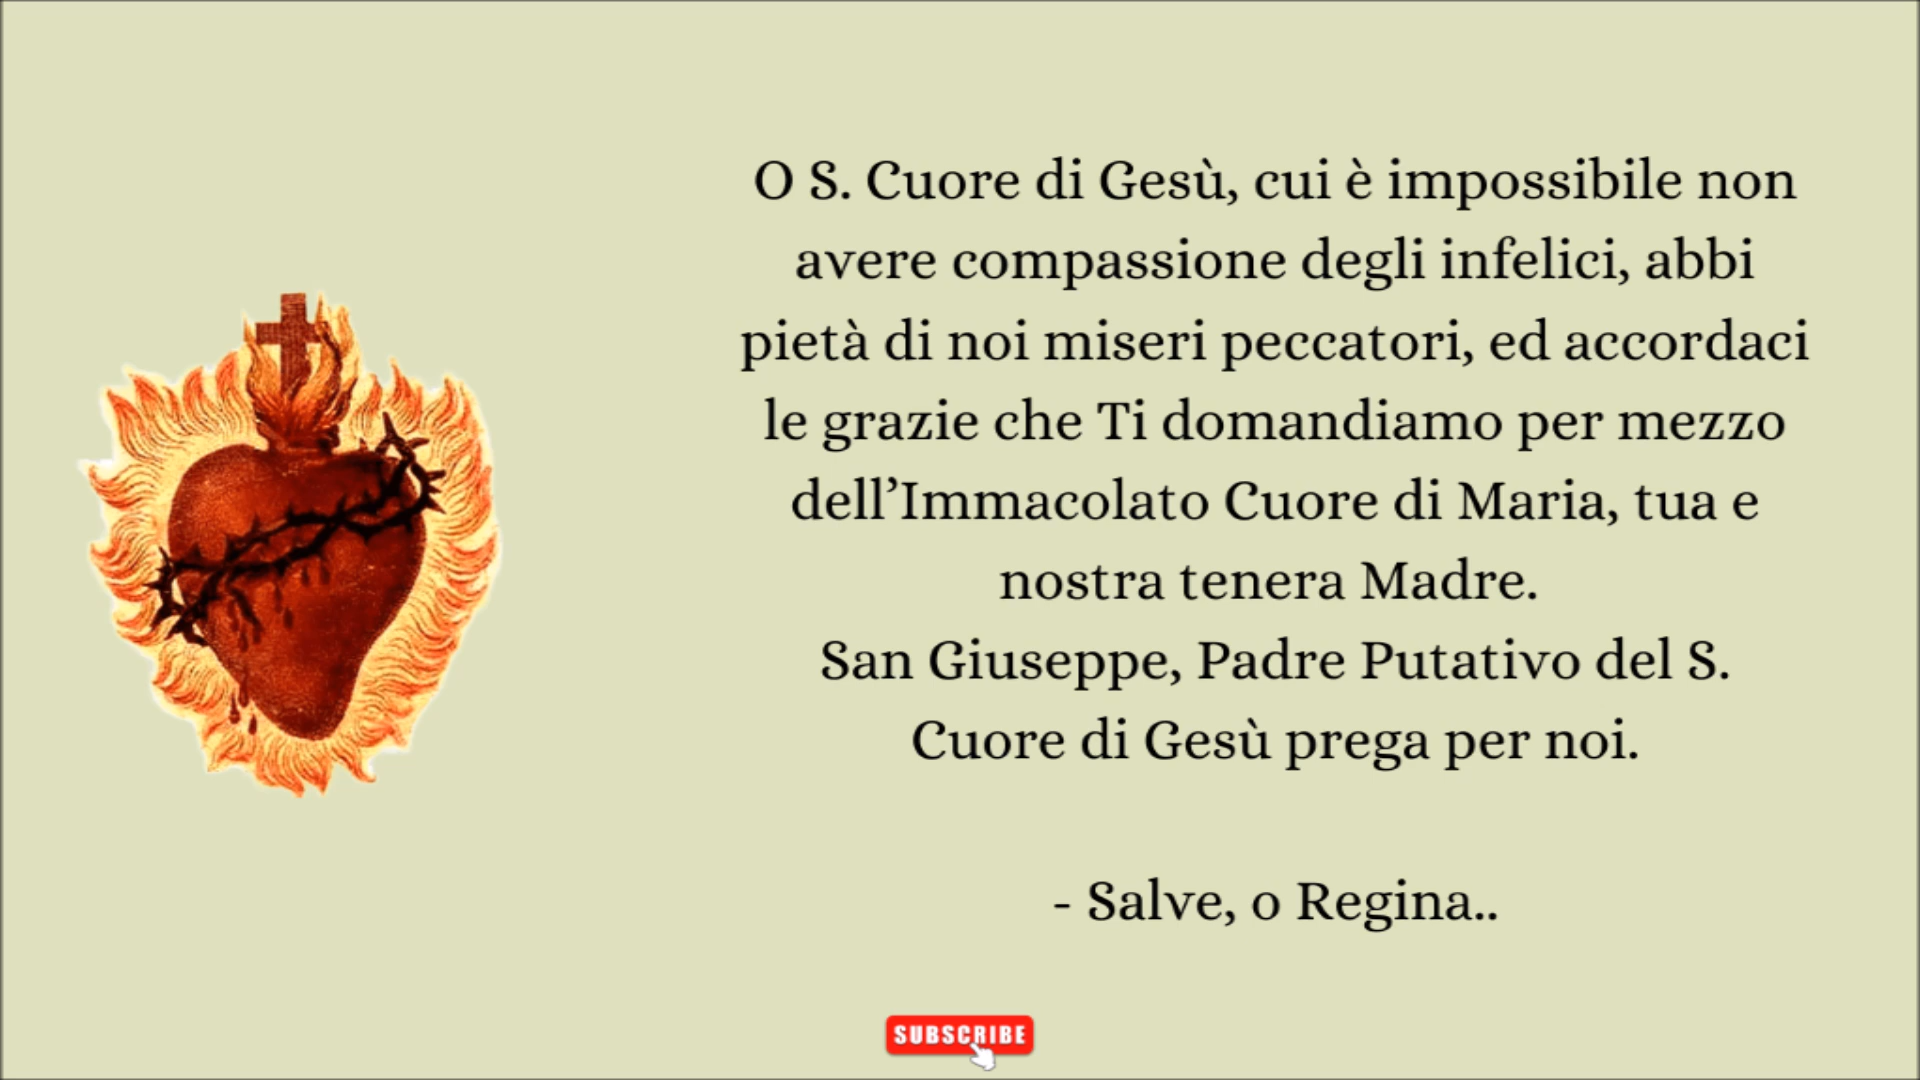 O S. Cuore di Gesù, cui è impossibile non
avere compassione degli infelici, abbi
pietà di noi miseri peccatori, ed accordaci
le grazie che Ti domandiamo per mezzo
dell’Immacolato Cuore di Maria, tua e
nostra tenera Madre.
San Giuseppe, Padre Putativo del S.
Cuore di Gesù prega per noi.
- Salve, o Regina..
SUBSCRIBE